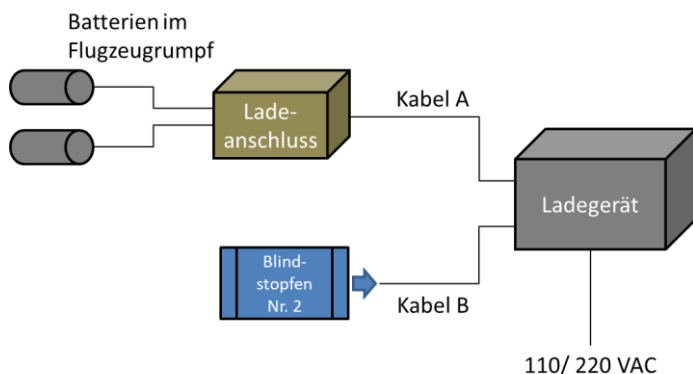 Batterien im
Flugzeugrumpf
Lade-
anschluss
Kabel A
Ladegerät
Blind-
stopfen
Nr. 2
Kabel B
110/ 220 VAC